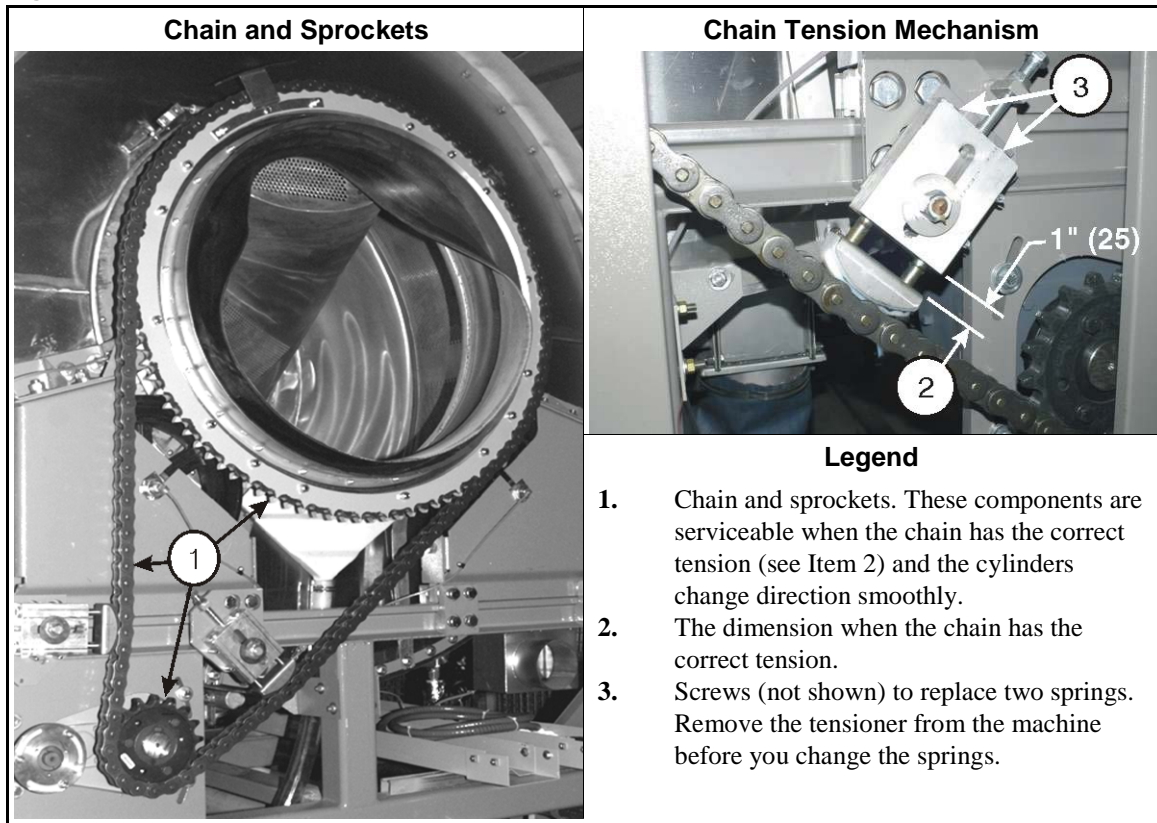 Chain and Sprockets
1
Chain Tension Mechanism
3
1" (25)
2
Legend
1. Chain and sprockets. These components are
serviceable when the chain has the correct
tension (see Item 2) and the cylinders
change direction smoothly.
2. The dimension when the chain has the
correct tension.
3. Screws (not shown) to replace two springs.
Remove the tensioner from the machine
before you change the springs.